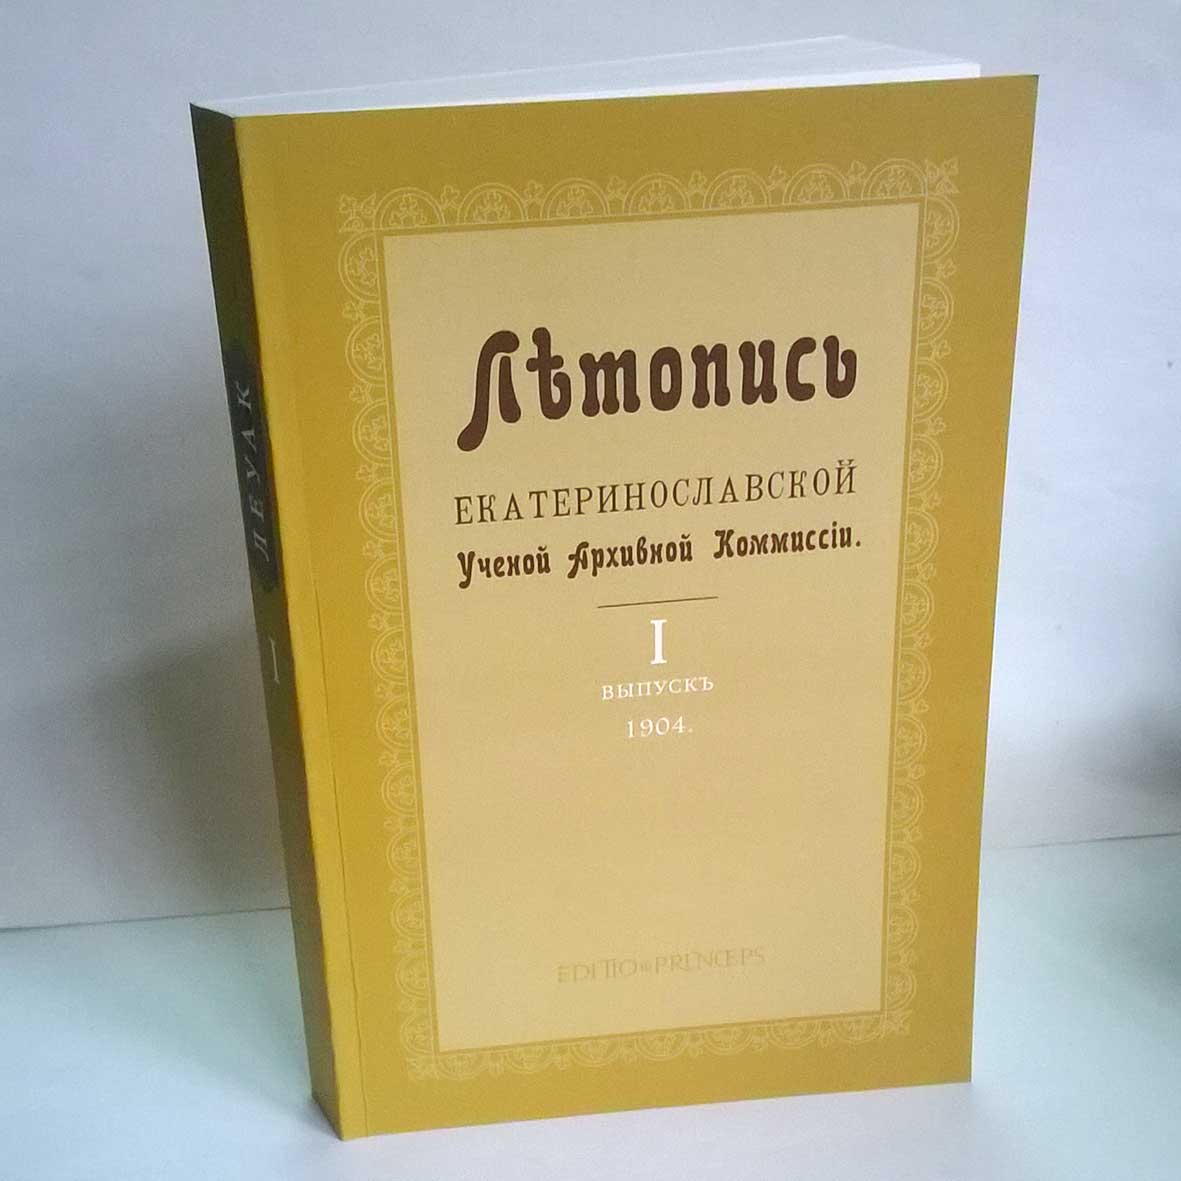 Лѣтопись
ЕКАТЕРИНОСЛАВСКОЙ
Ученой Архивной Коммиссіи.
I
ВЫПУСКЪ
1904.
EDITIO PRINCEPS
ЛЕУАК I